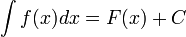 ∫ f(x)dx = F(x) + C